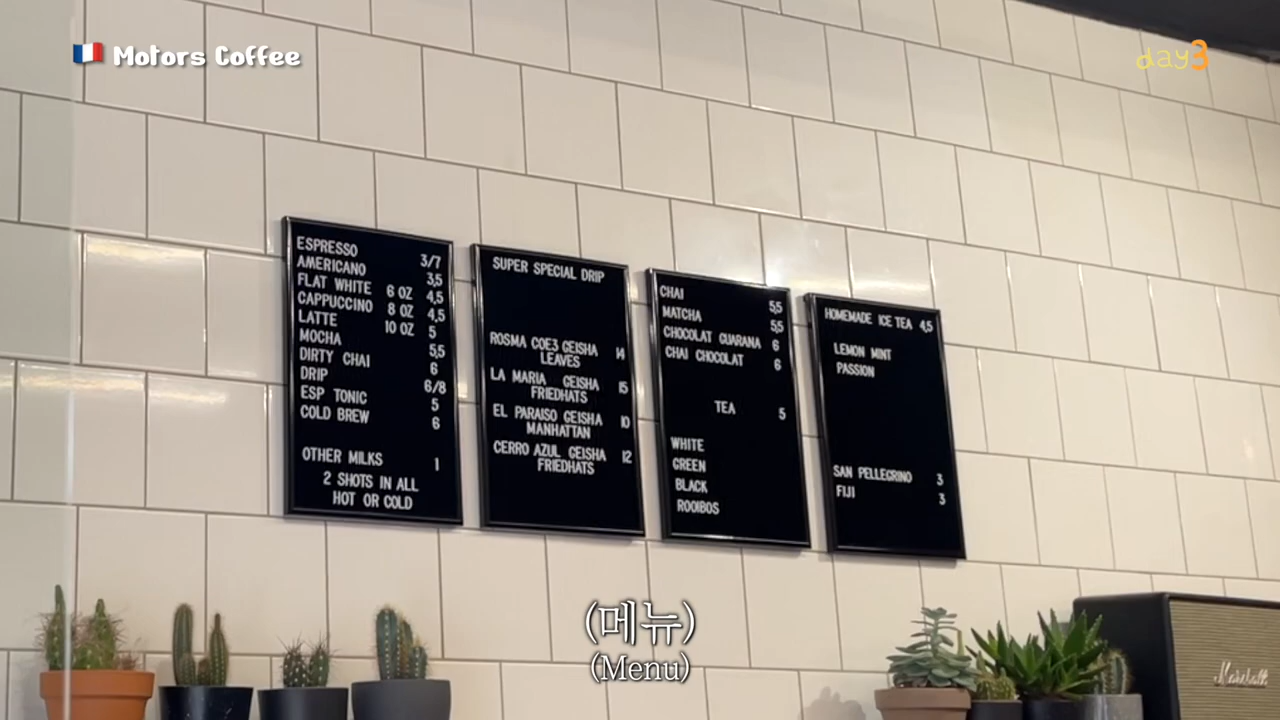 Motors Coffee
day3
ESPRESSO 3/7
AMERICANO 3,5
FLAT WHITE 6 OZ 4,5
CAPPUCCINO 8 OZ 4,5
LATTE 10 OZ 5
MOCHA 5,5
DIRTY CHAI 6
DRIP 6/8
ESP TONIC 5
COLD BREW 6
OTHER MILKS 1
2 SHOTS IN ALL
HOT OR COLD
SUPER SPECIAL DRIP
ROSMA COE3 GEISHA 14
LEAVES
LA MARIA GEISHA 15
FRIEDHATS
EL PARAISO GEISHA 10
MANHATTAN
CERRO AZUL GEISHA 12
FRIEDHATS
CHAI 5,5
MATCHA 5,5
CHOCOLAT GUARANA 6
CHAI CHOCOLAT 6
TEA 5
WHITE
GREEN
BLACK
ROOIBOS
HOMEMADE ICE TEA 4,5
LEMON MINT
PASSION
SAN PELLEGRINO 3
FIJI 3
Marshall
(메뉴)
(Menu)